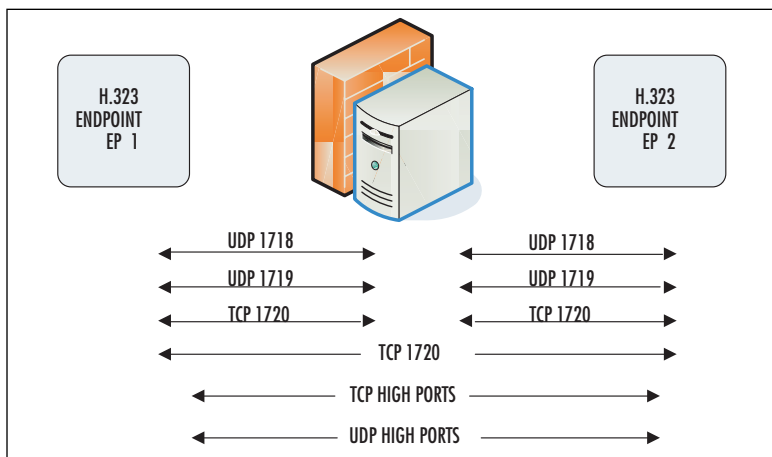 H.323
ENDPOINT
EP 1
H.323
ENDPOINT
EP 2
UDP 1718
UDP 1718
UDP 1719
UDP 1719
TCP 1720
TCP 1720
TCP 1720
TCP HIGH PORTS
UDP HIGH PORTS